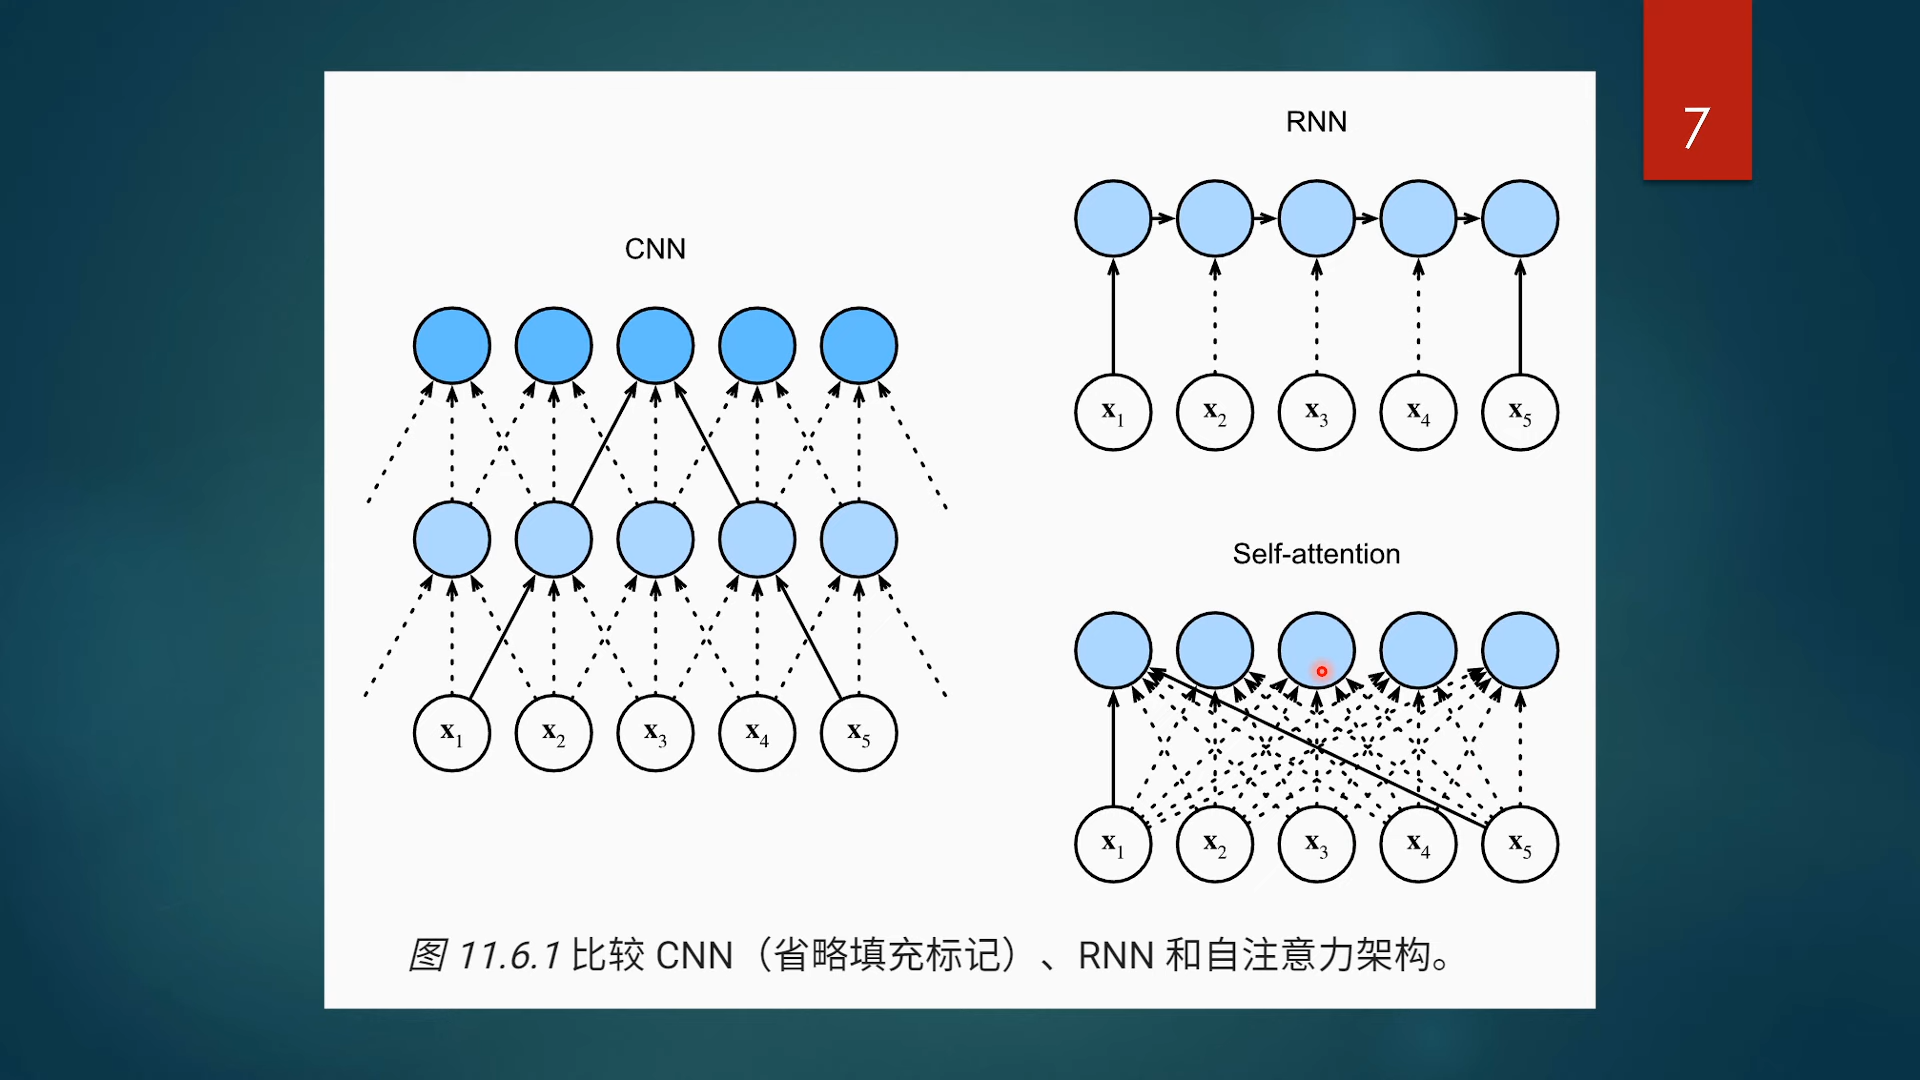 7
CNN
x1 x2 x3 x4 x5
RNN
x1 x2 x3 x4 x5
Self-attention
x1 x2 x3 x4 x5
图 11.6.1 比较 CNN（省略填充标记）、RNN 和自注意力架构。